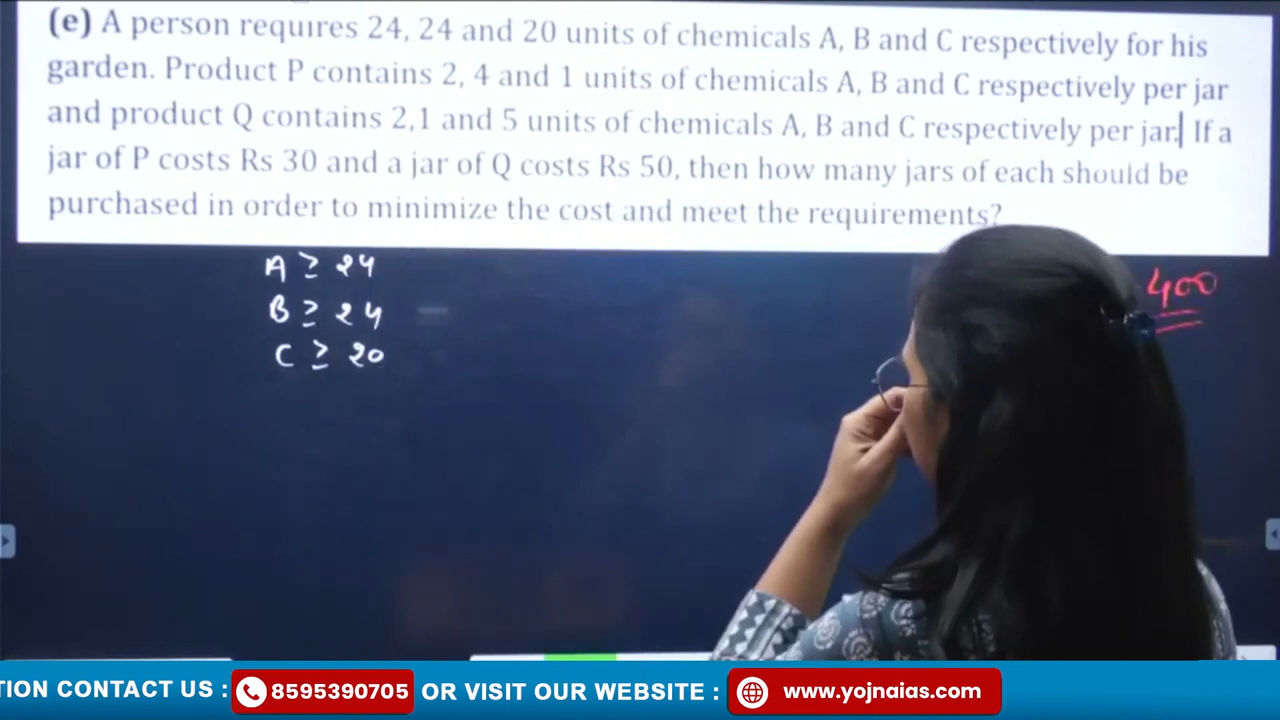 (e) A person requires 24, 24 and 20 units of chemicals A, B and C respectively for his
garden. Product P contains 2, 4 and 1 units of chemicals A, B and C respectively per jar
and product Q contains 2,1 and 5 units of chemicals A, B and C respectively per jar. If a
jar of P costs Rs 30 and a jar of Q costs Rs 50, then how many jars of each should be
purchased in order to minimize the cost and meet the requirements?
A ≥ 24
B ≥ 24
C ≥ 20
400
TION CONTACT US : 8595390705 OR VISIT OUR WEBSITE : www.yojnaias.com